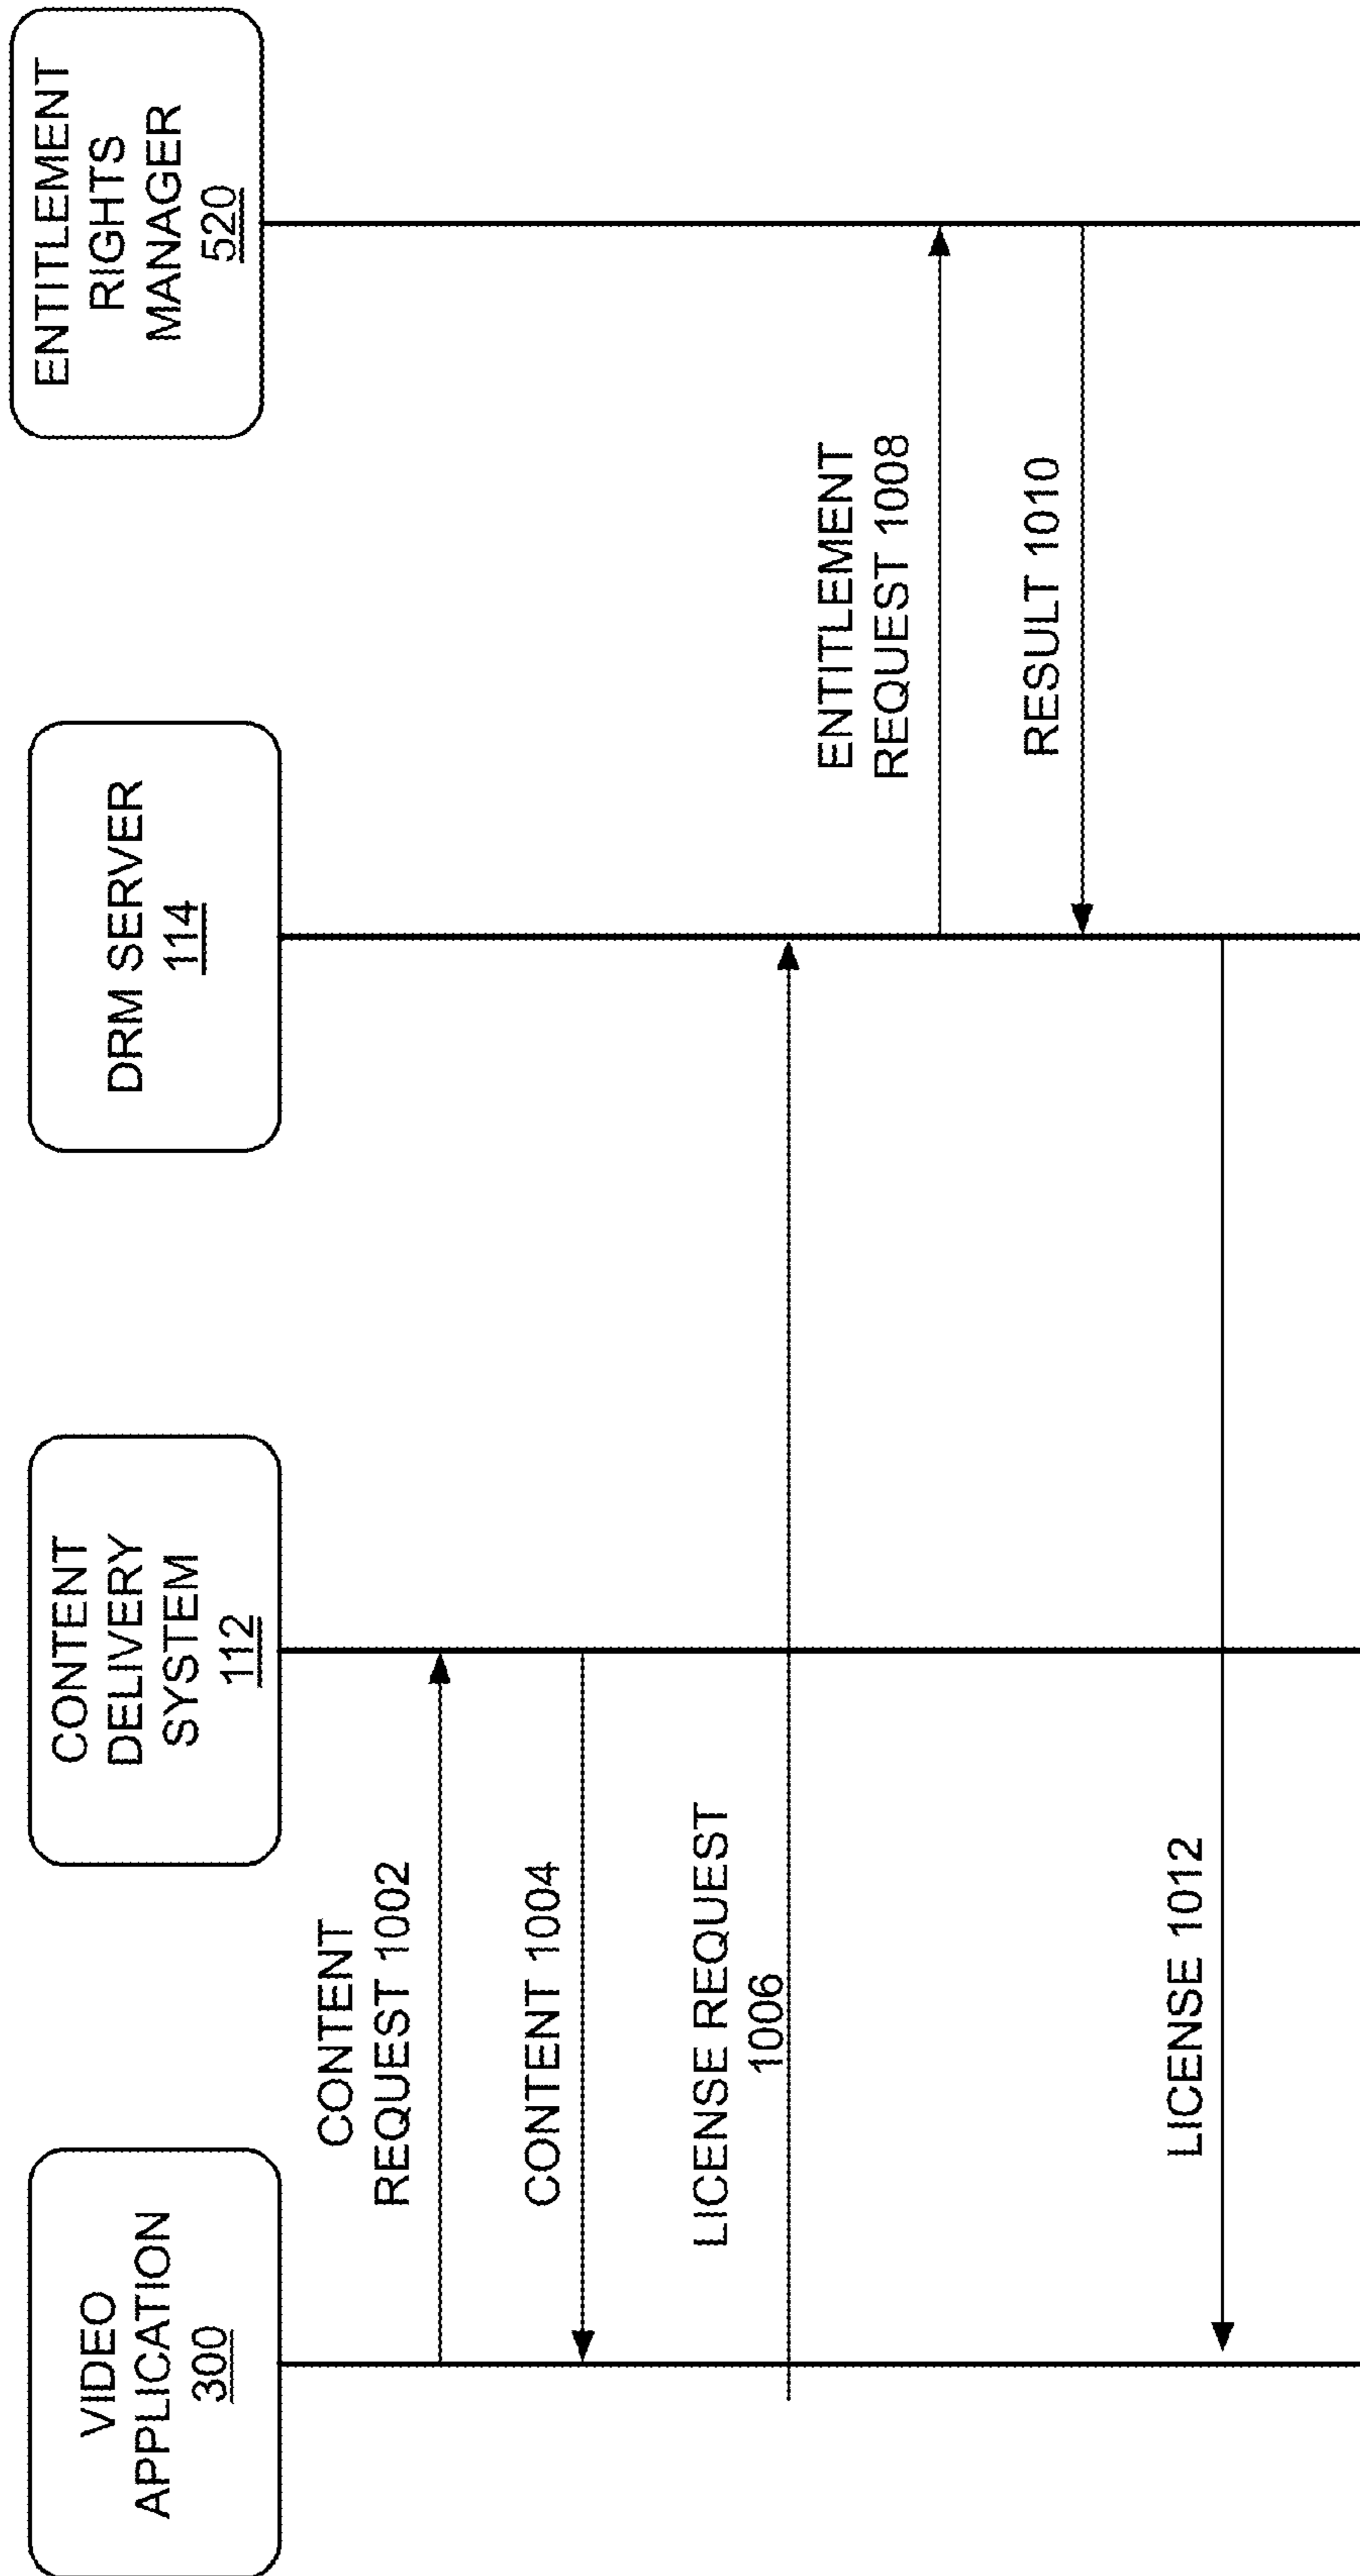 VIDEO
APPLICATION
300
CONTENT
DELIVERY
SYSTEM
112
DRM SERVER
114
ENTITLEMENT
RIGHTS
MANAGER
520
CONTENT
REQUEST 1002
CONTENT 1004
LICENSE REQUEST
1006
ENTITLEMENT
REQUEST 1008
RESULT 1010
LICENSE 1012